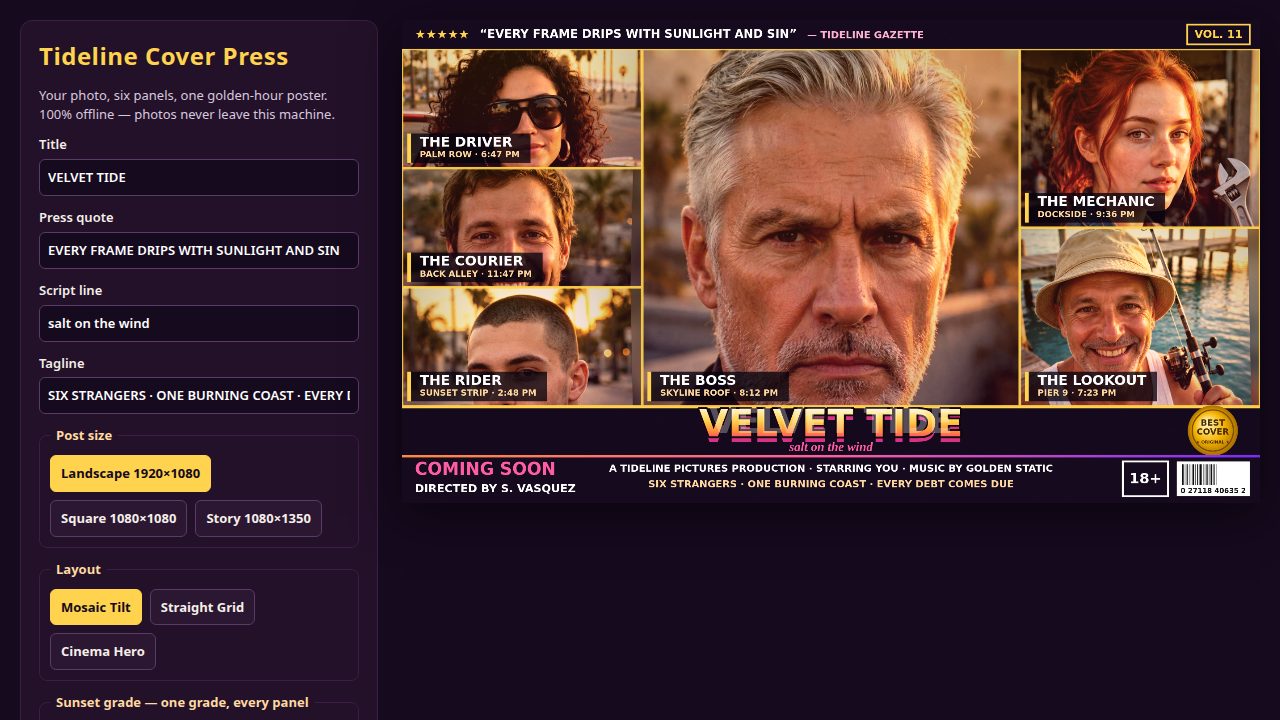 Tideline Cover Press
Your photo, six panels, one golden-hour poster.
100% offline — photos never leave this machine.
Title
VELVET TIDE
Press quote
EVERY FRAME DRIPS WITH SUNLIGHT AND SIN
Script line
salt on the wind
Tagline
SIX STRANGERS · ONE BURNING COAST · EVERY
Post size
Landscape 1920×1080
Square 1080×1080
Story 1080×1350
Layout
Mosaic Tilt
Straight Grid
Cinema Hero
Sunset grade — one grade, every panel
★★★★★ “EVERY FRAME DRIPS WITH SUNLIGHT AND SIN” — TIDELINE GAZETTE
VOL. 11
THE DRIVER
PALM ROW · 6:47 PM
THE COURIER
BACK ALLEY · 11:47 PM
THE RIDER
SUNSET STRIP · 2:48 PM
THE BOSS
SKYLINE ROOF · 8:12 PM
THE MECHANIC
DOCKSIDE · 9:36 PM
THE LOOKOUT
PIER 9 · 7:23 PM
VELVET TIDE
salt on the wind
BEST
COVER
ORIGINAL
COMING SOON
DIRECTED BY S. VASQUEZ
A TIDELINE PICTURES PRODUCTION · STARRING YOU · MUSIC BY GOLDEN STATIC
SIX STRANGERS · ONE BURNING COAST · EVERY DEBT COMES DUE
18+
0 27118 40635 2